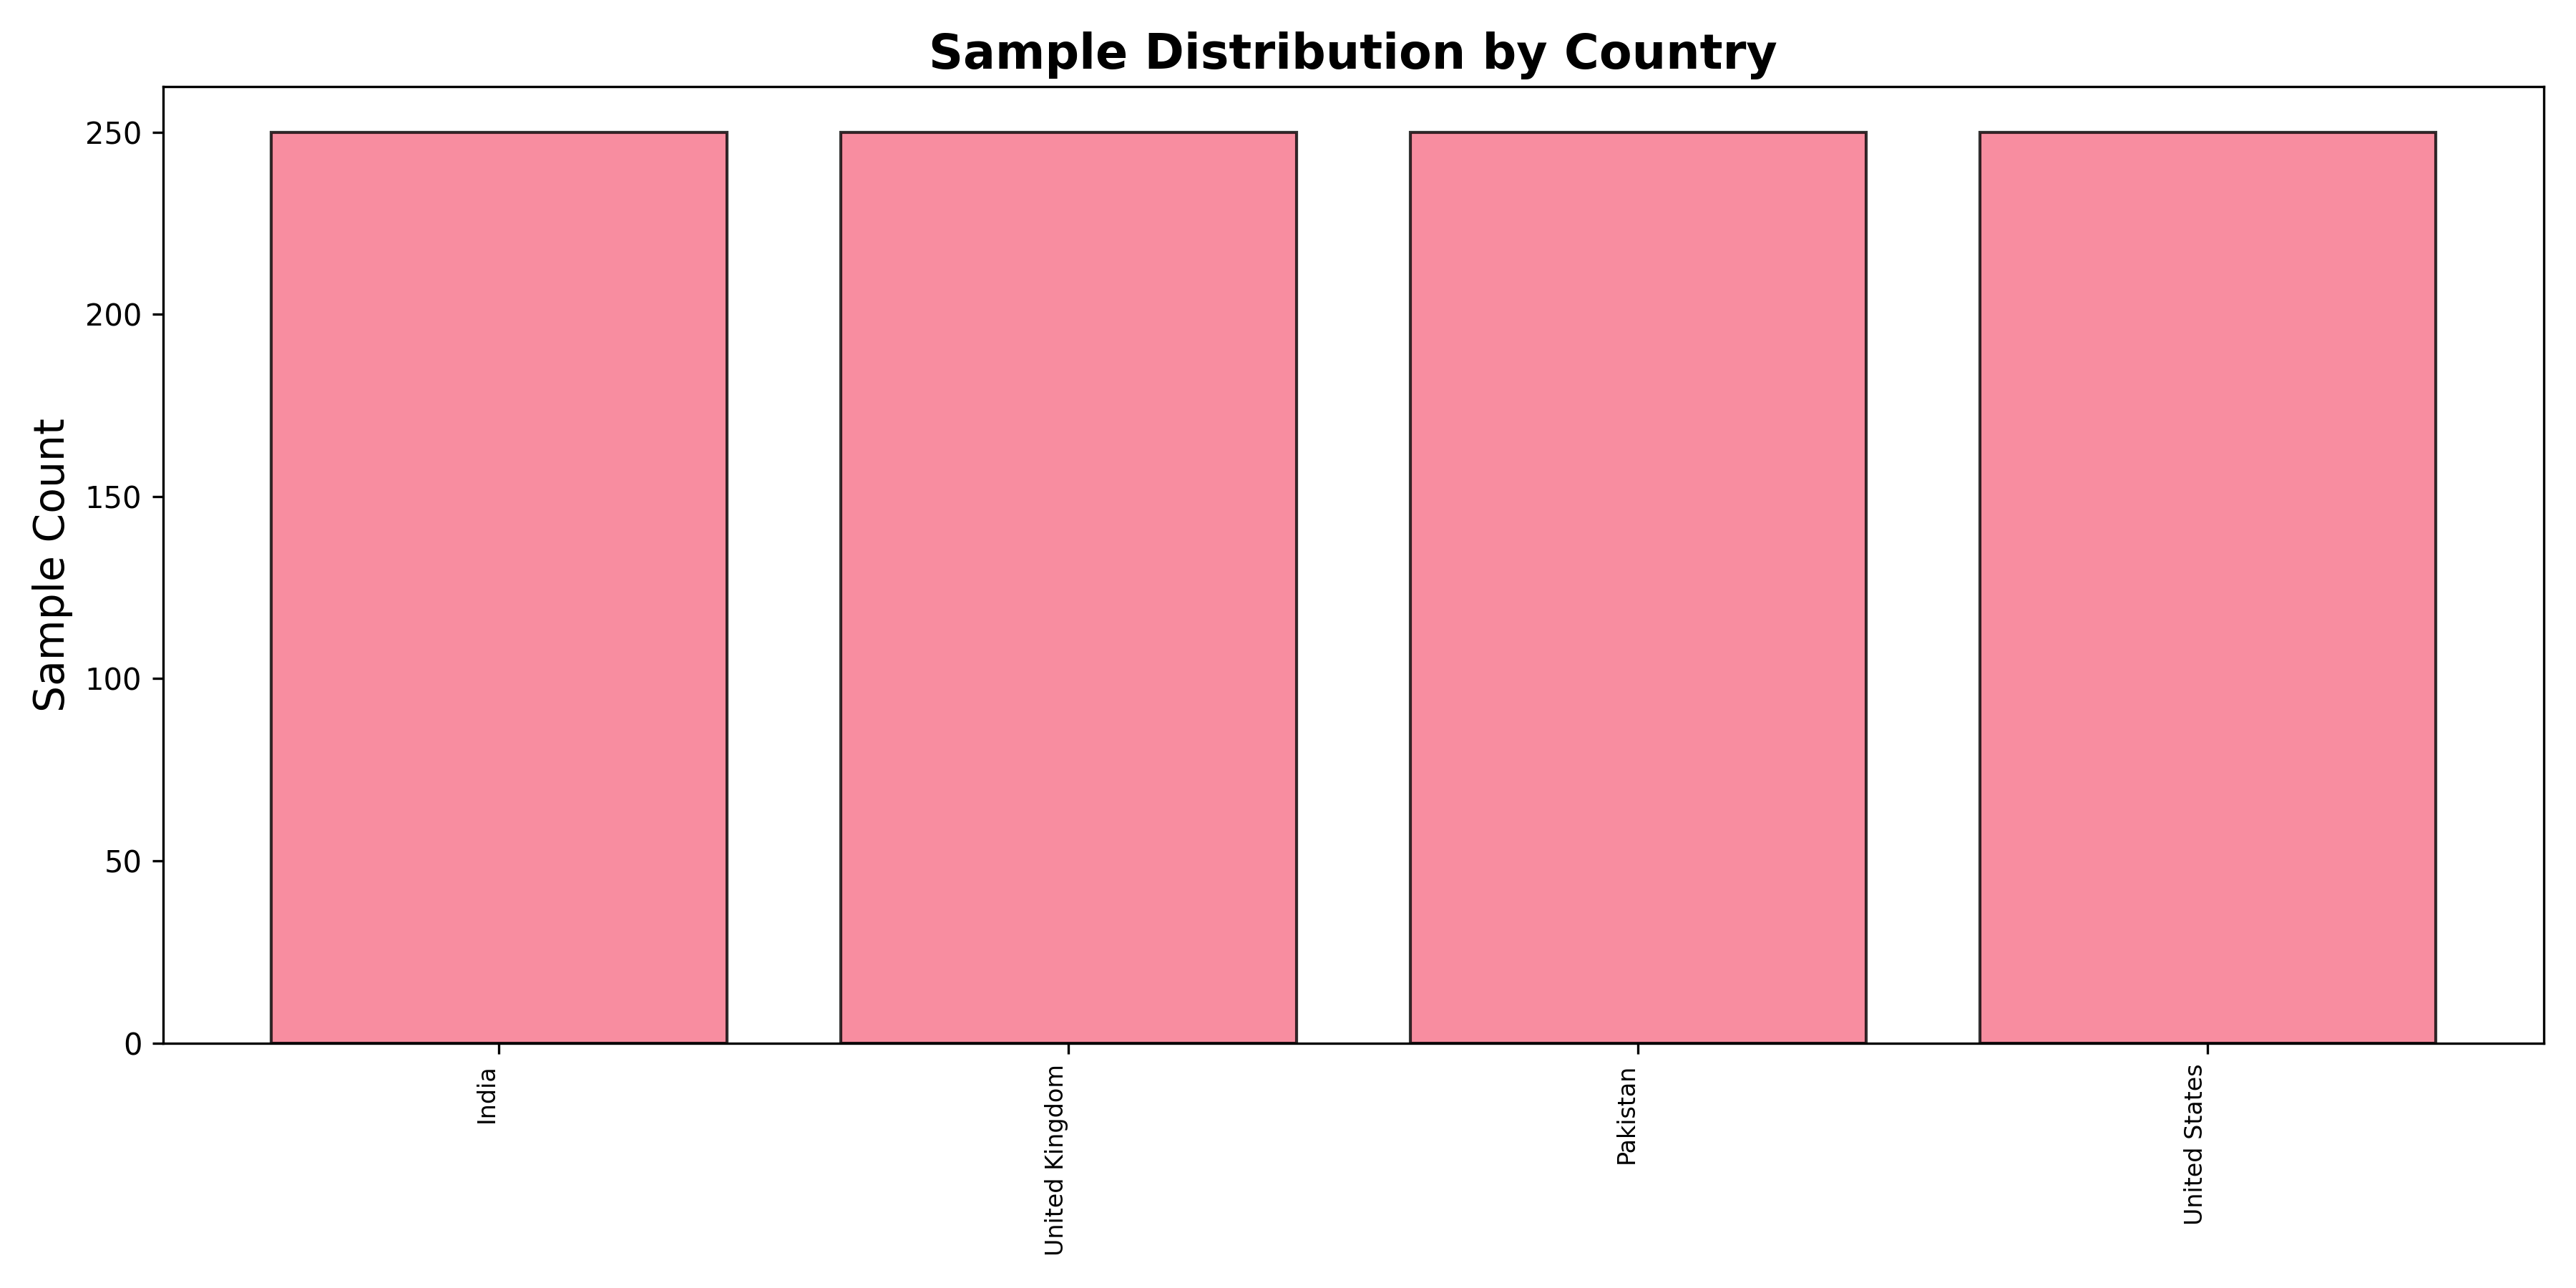 Sample Distribution by Country
Sample Count
250
200
150
100
50
0
India
United Kingdom
Pakistan
United States